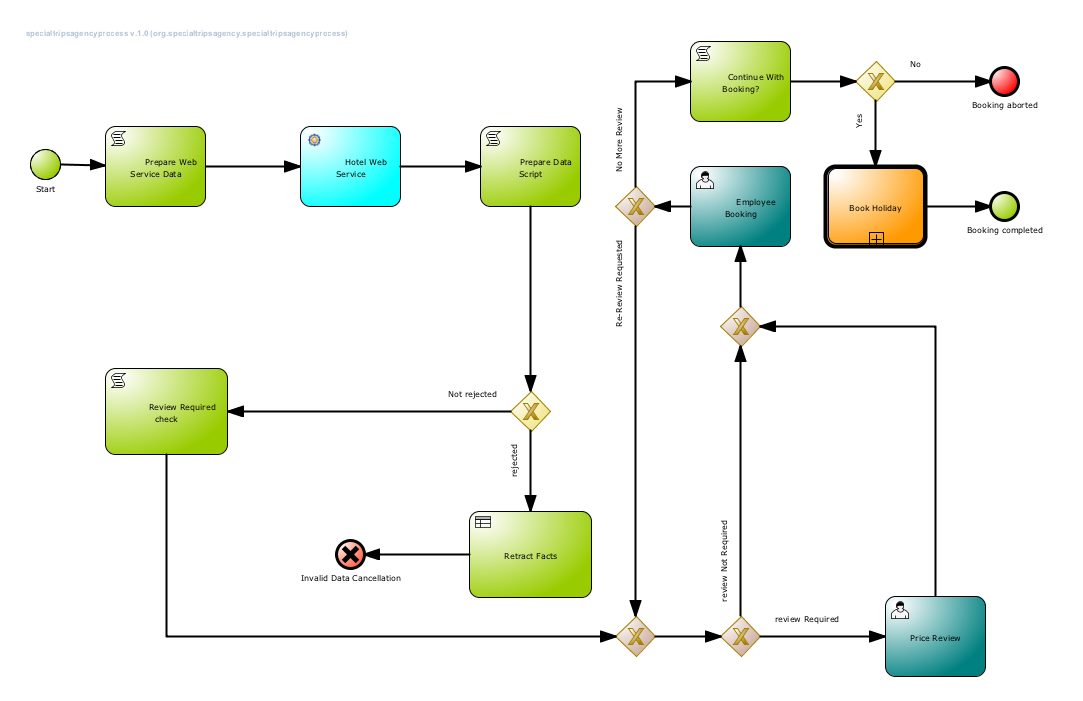 specialtripsagencyprocess v.1.0 (org.specialtripsagency.specialtripsagencyprocess)
Continue With
Booking?
No
Booking aborted
Yes
No More Review
Start
Prepare Web
Service Data
Hotel Web
Service
Prepare Data
Script
Employee
Booking
Book Holiday
Booking completed
Re-Review Requested
Review Required
check
Not rejected
rejected
Retract Facts
Invalid Data Cancellation
review Not Required
review Required
Price Review